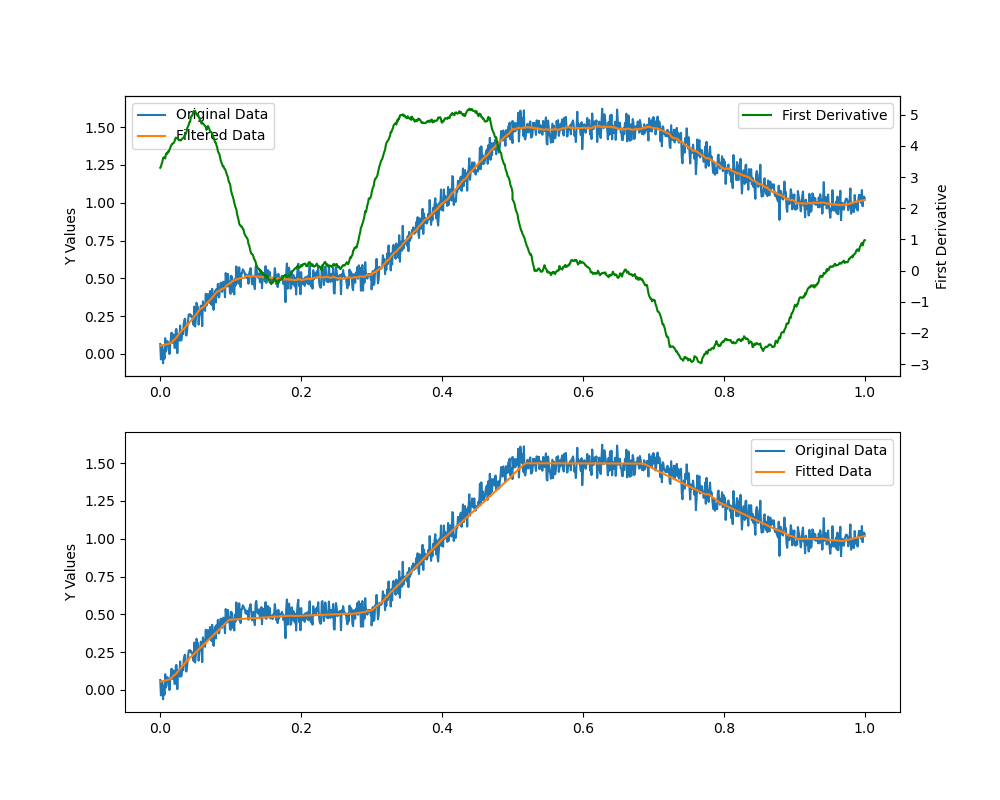 Original Data
Filtered Data
First Derivative
1.50
1.25
1.00
0.75
0.50
0.25
0.00
Y Values
5
4
3
2
1
0
−1
−2
−3
First Derivative
0.0 0.2 0.4 0.6 0.8 1.0
Original Data
Fitted Data
1.50
1.25
1.00
0.75
0.50
0.25
0.00
Y Values
0.0 0.2 0.4 0.6 0.8 1.0